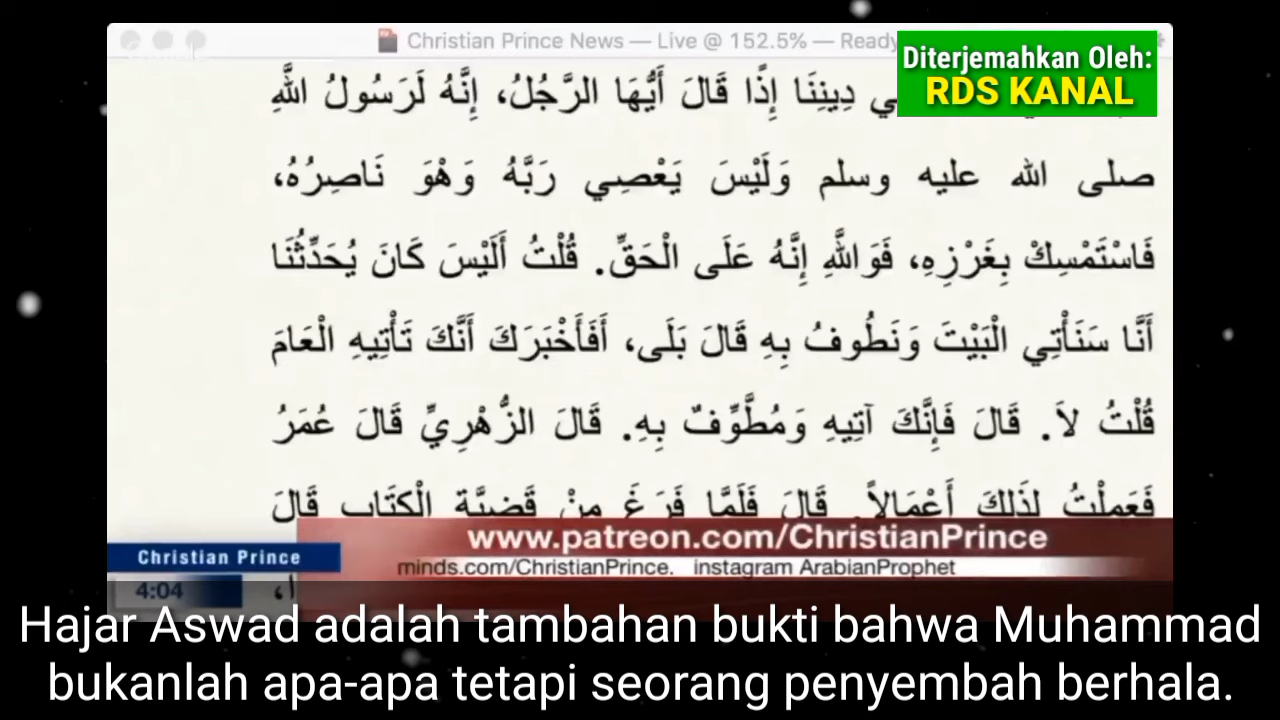 Christian Prince News — Live @ 152.5% — Ready
Diterjemahkan Oleh:
RDS KANAL
دِينِنَا إِذًا قَالَ أَيُّهَا الرَّجُلُ، إِنَّهُ لَرَسُولُ اللَّهِ
صلى الله عليه وسلم وَلَيْسَ يَعْصِي رَبَّهُ وَهْوَ نَاصِرُهُ،
فَاسْتَمْسِكْ بِغَرْزِهِ، فَوَاللَّهِ إِنَّهُ عَلَى الْحَقِّ. قُلْتُ أَلَيْسَ كَانَ يُحَدِّثُنَا
أَنَّا سَنَأْتِي الْبَيْتَ وَنَطُوفُ بِهِ قَالَ بَلَى، أَفَأَخْبَرَكَ أَنَّكَ تَأْتِيهِ الْعَامَ
قُلْتُ لاَ. قَالَ فَإِنَّكَ آتِيهِ وَمُطَّوِّفٌ بِهِ. قَالَ الزُّهْرِيِّ قَالَ عُمَرُ
فَعَمِلْتُ لِذَلِكَ أَعْمَالاً. قَالَ فَلَمَّا فَرَغَ مِنْ قَضِيَّةِ الْكِتَابِ قَالَ
www.patreon.com/ChristianPrince
Christian Prince
minds.com/ChristianPrince. instagram ArabianProphet
4:04
Hajar Aswad adalah tambahan bukti bahwa Muhammad
bukanlah apa-apa tetapi seorang penyembah berhala.